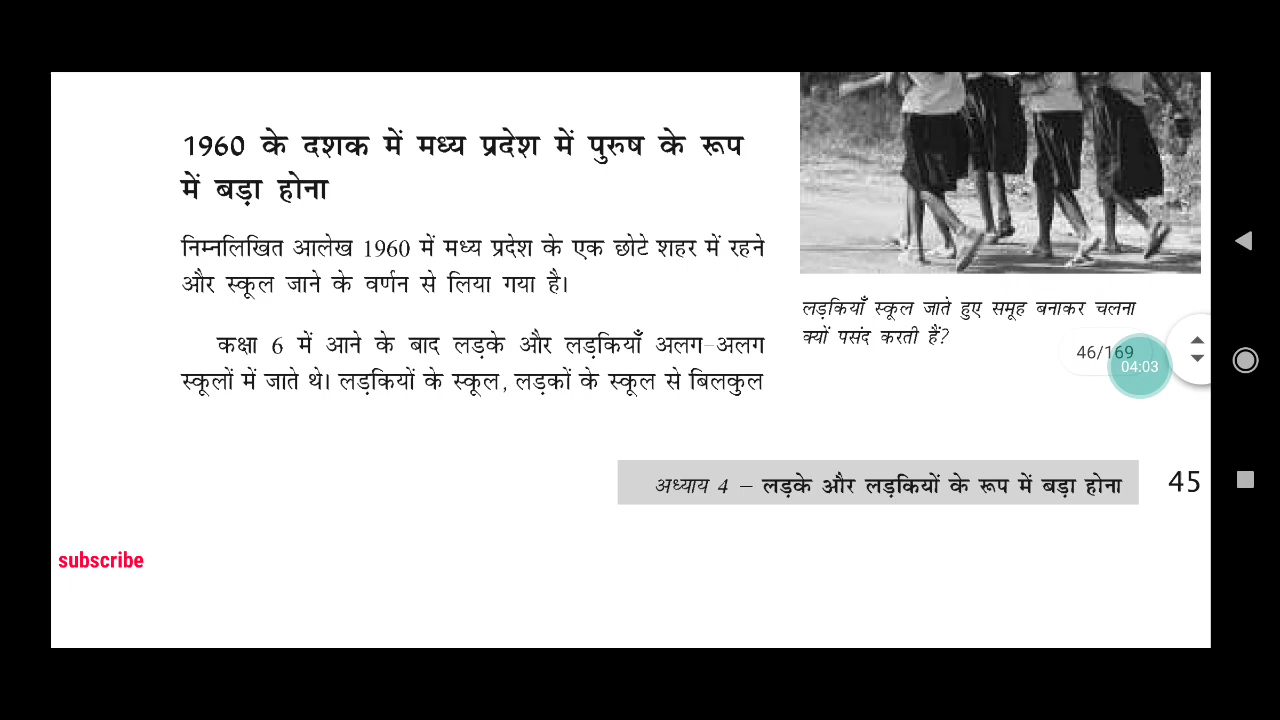 1960 के दशक में मध्य प्रदेश में पुरुष के रूप
में बड़ा होना
निम्नलिखित आलेख 1960 में मध्य प्रदेश के एक छोटे शहर में रहने
और स्कूल जाने के वर्णन से लिया गया है।
कक्षा 6 में आने के बाद लड़के और लड़कियाँ अलग-अलग
स्कूलों में जाते थे। लड़कियों के स्कूल, लड़कों के स्कूल से बिलकुल
लड़कियाँ स्कूल जाते हुए समूह बनाकर चलना
क्यों पसंद करती हैं?
46/169
04:03
अध्याय 4 – लड़के और लड़कियों के रूप में बड़ा होना 45
subscribe